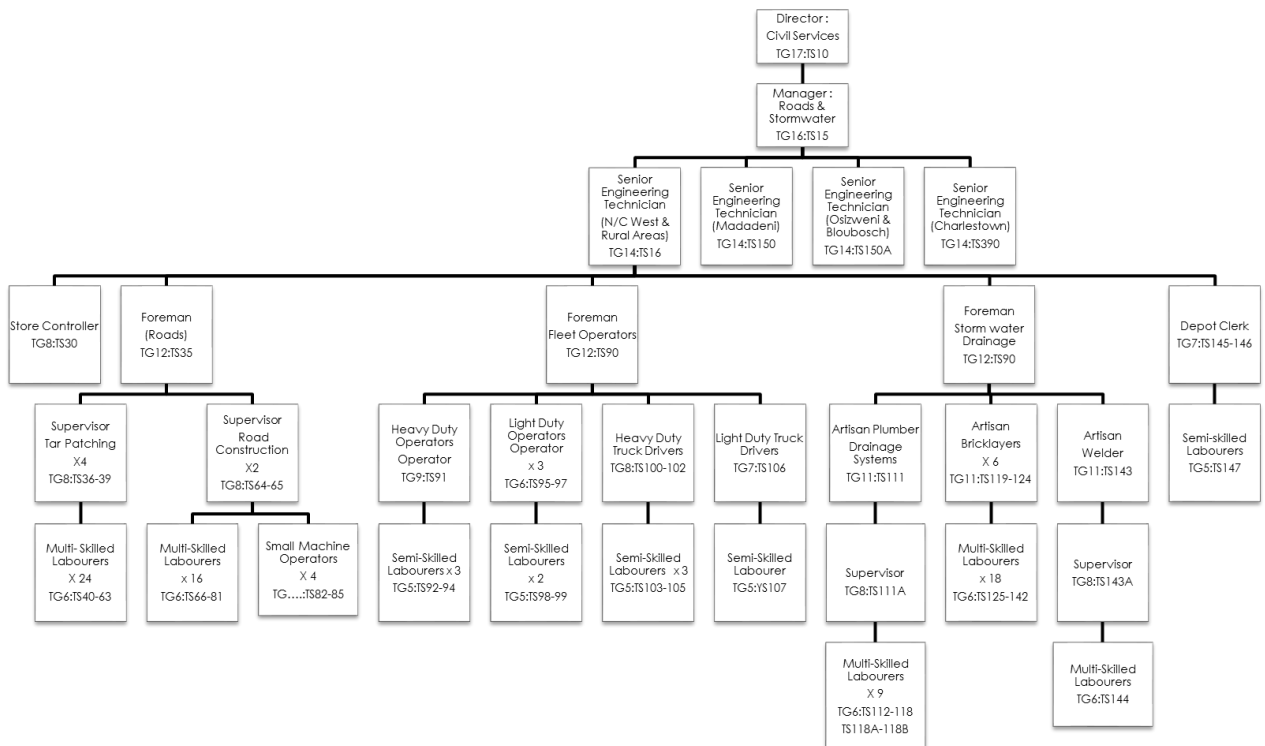 Director :
Civil Services
TG17:TS10
Manager :
Roads &
Stormwater
TG16:TS15
Senior
Engineering
Technician
(N/C West &
Rural Areas)
TG14:TS16
Senior
Engineering
Technician
(Madadeni)
TG14:TS150
Senior
Engineering
Technician
(Osizweni &
Bloubosch)
TG14:TS150A
Senior
Engineering
Technician
(Charlestown)
TG14:TS390
Store Controller
TG8:TS30
Foreman
(Roads)
TG12:TS35
Foreman
Fleet Operators
TG12:TS90
Foreman
Storm water
Drainage
TG12:TS90
Depot Clerk
TG7:TS145-146
Supervisor
Tar Patching
X4
TG8:TS36-39
Supervisor
Road
Construction
X2
TG8:TS64-65
Heavy Duty
Operators
Operator
TG9:TS91
Light Duty
Operators
Operator
x 3
TG6:TS95-97
Heavy Duty
Truck Drivers
TG8:TS100-102
Light Duty Truck
Drivers
TG7:TS106
Artisan Plumber
Drainage
Systems
TG11:TS111
Artisan
Bricklayers
X 6
TG11:TS119-124
Artisan
Welder
TG11:TS143
Semi-skilled
Labourers
TG5:TS147
Multi- Skilled
Labourers
X 24
TG6:TS40-63
Multi-Skilled
Labourers
x 16
TG6:TS66-81
Small Machine
Operators
X 4
TG….:TS82-85
Semi-Skilled
Labourers x 3
TG5:TS92-94
Semi-Skilled
Labourers
x 2
TG5:TS98-99
Semi-Skilled
Labourers x 3
TG5:TS103-105
Semi-Skilled
Labourer
TG5:YS107
Supervisor
TG8:TS111A
Multi-Skilled
Labourers
x 18
TG6:TS125-142
Supervisor
TG8:TS143A
Multi-Skilled
Labourers
X 9
TG6:TS112-118
TS118A-118B
Multi-Skilled
Labourers
TG6:TS144